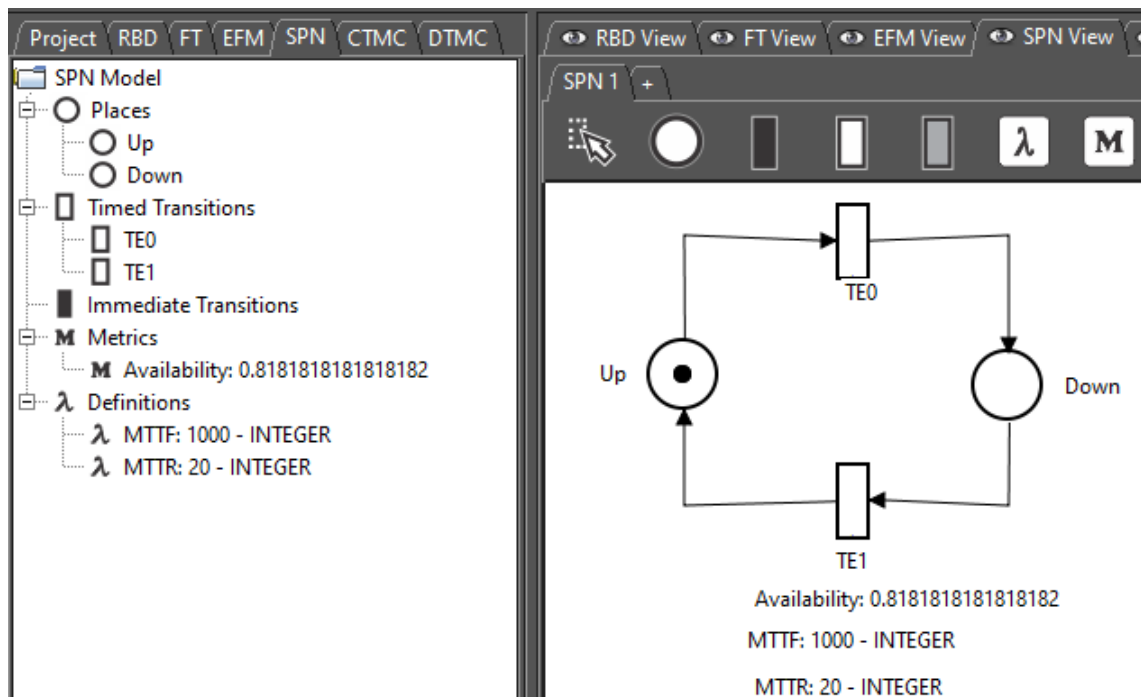 Project RBD FT EFM SPN CTMC DTMC
SPN Model
Places
Up
Down
Timed Transitions
TE0
TE1
Immediate Transitions
M Metrics
M Availability: 0.8181818181818182
λ Definitions
λ MTTF: 1000 - INTEGER
λ MTTR: 20 - INTEGER
RBD View FT View EFM View SPN View
SPN 1 +
λ M
TE0
Up
Down
TE1
Availability: 0.8181818181818182
MTTF: 1000 - INTEGER
MTTR: 20 - INTEGER